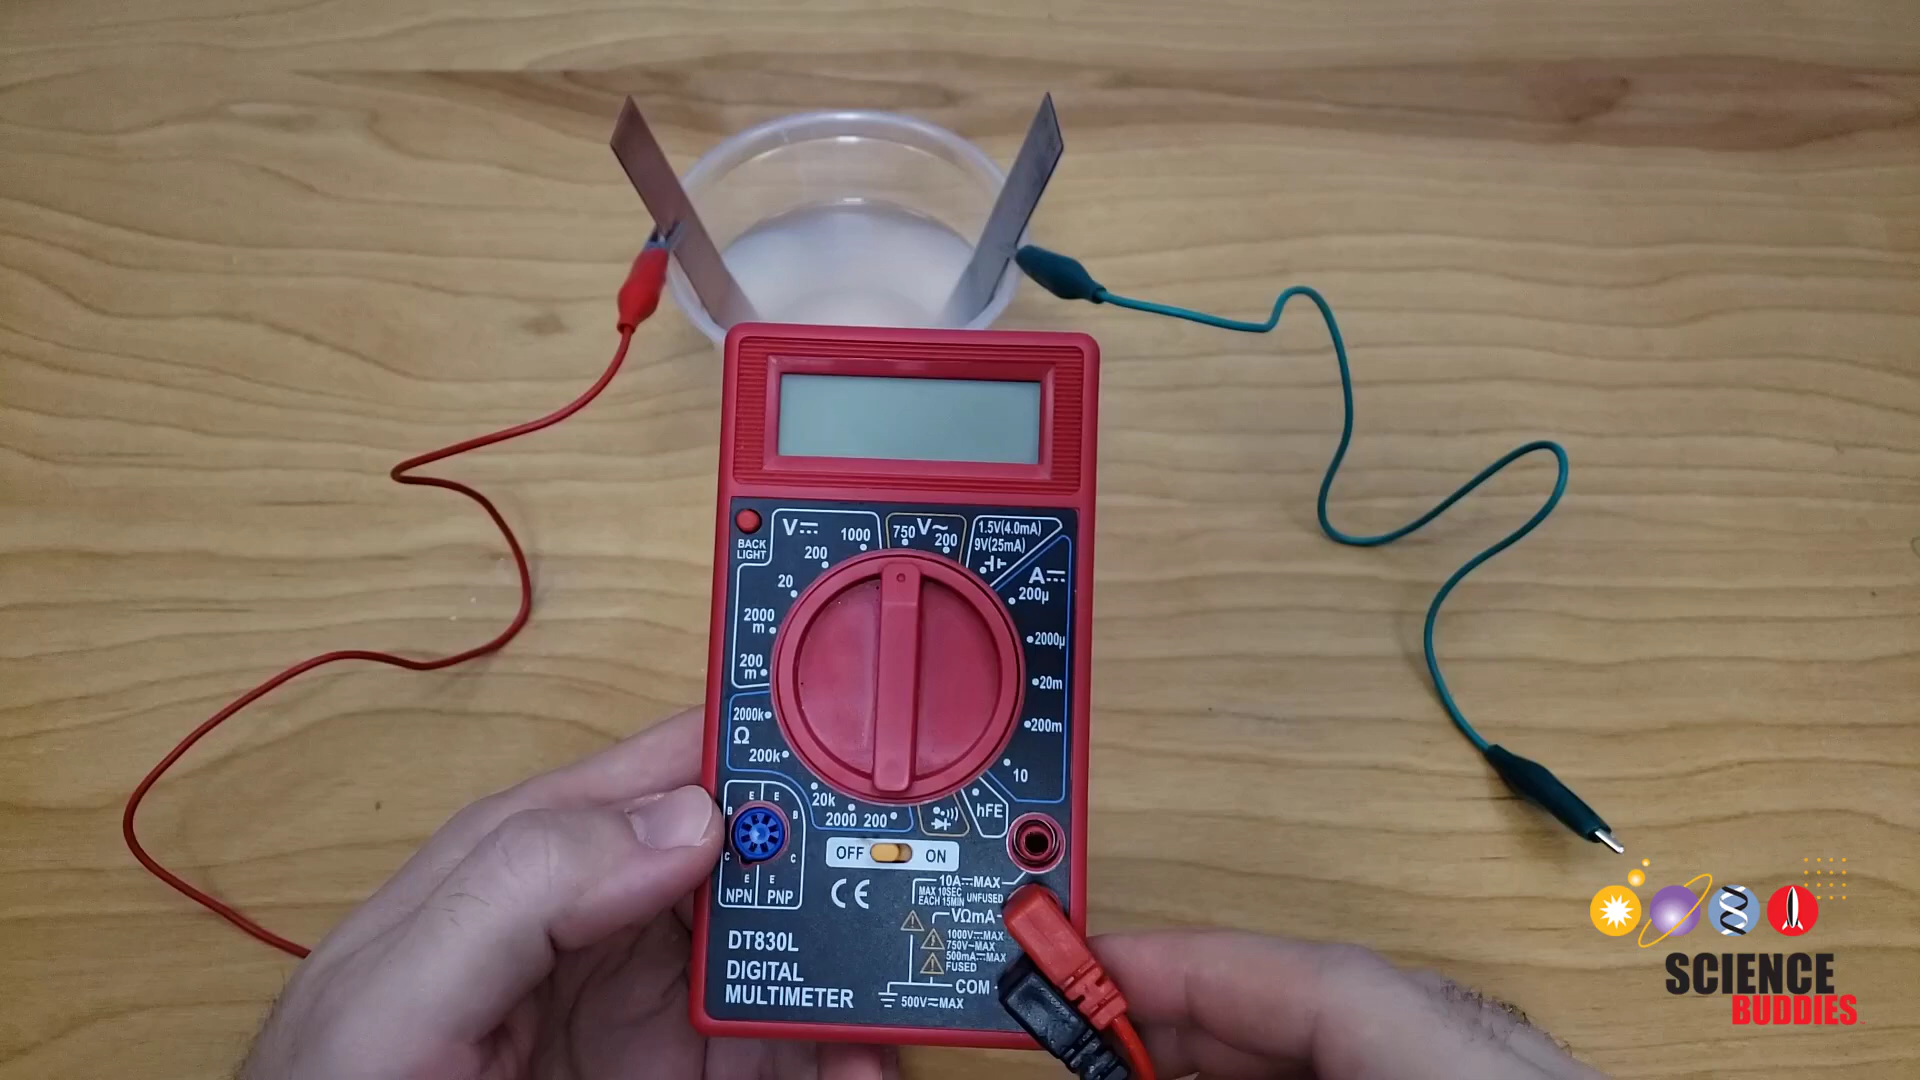 BACK
LIGHT
V
1000
200
20
2000
m
200
m
750 V~
200
1.5V(4.0mA)
9V(25mA)
A
200µ
2000µ
20m
200m
10
hFE
2000k
Ω
200k
20k
2000 200
E E
B B
C C
E E
NPN PNP
OFF ON
CE
10A MAX
MAX 10SEC
EACH 15MIN UNFUSED
VΩmA
1000V MAX
750V~MAX
500mA MAX
FUSED
COM
500V MAX
DT830L
DIGITAL
MULTIMETER
SCIENCE
BUDDIES